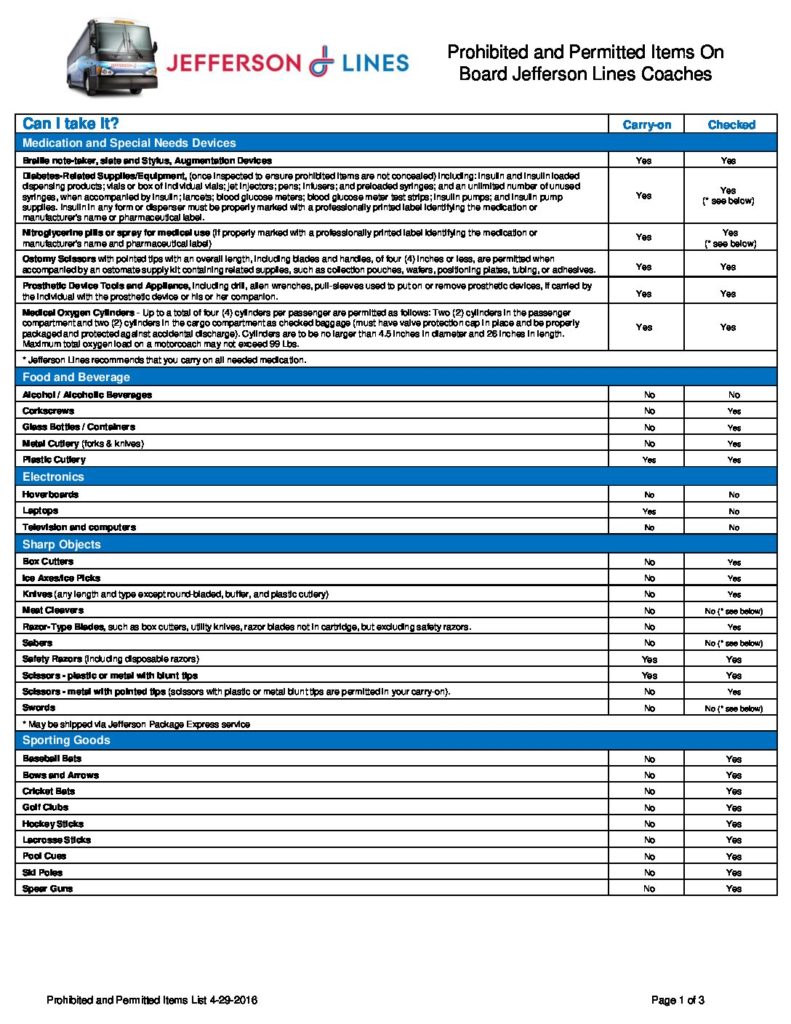 JEFFERSON LINES
Prohibited and Permitted Items On
Board Jefferson Lines Coaches
Can I take It? Carry-on Checked
Medication and Special Needs Devices
Braille note-taker, slate and Stylus, Augmentation Devices Yes Yes
Diabetes-Related Supplies/Equipment, (once inspected to ensure prohibited items are not concealed) including: insulin and insulin loaded
dispensing products; vials or box of individual vials; jet injectors; pens; infusers; and preloaded syringes; and an unlimited number of unused
syringes, when accompanied by insulin; lancets; blood glucose meters; blood glucose meter test strips; insulin pumps; and insulin pump
supplies. Insulin in any form or dispenser must be properly marked with a professionally printed label identifying the medication or
manufacturer's name or pharmaceutical label. Yes Yes
(* see below)
Nitroglycerine pills or spray for medical use (if properly marked with a professionally printed label identifying the medication or
manufacturer's name and pharmaceutical label) Yes Yes
(* see below)
Ostomy Scissors with pointed tips with an overall length, including blades and handles, of four (4) inches or less, are permitted when
accompanied by an ostomate supply kit containing related supplies, such as collection pouches, wafers, positioning plates, tubing, or adhesives. Yes Yes
Prosthetic Device Tools and Appliance, including drill, allen wrenches, pull-sleeves used to put on or remove prosthetic devices, if carried by
the individual with the prosthetic device or his or her companion. Yes Yes
Medical Oxygen Cylinders - Up to a total of four (4) cylinders per passenger are permitted as follows: Two (2) cylinders in the passenger
compartment and two (2) cylinders in the cargo compartment as checked baggage (must have valve protection cap in place and be properly
packaged and protected against accidental discharge). Cylinders are to be no larger than 4.5 inches in diameter and 26 inches in length.
Maximum total oxygen load on a motorcoach may not exceed 99 Lbs. Yes Yes
* Jefferson Lines recommends that you carry on all needed medication.
Food and Beverage
Alcohol / Alcoholic Beverages No No
Corkscrews No Yes
Glass Bottles / Containers No Yes
Metal Cutlery (forks & knives) No Yes
Plastic Cutlery Yes Yes
Electronics
Hoverboards No No
Laptops Yes No
Television and computers No No
Sharp Objects
Box Cutters No Yes
Ice Axes/Ice Picks No Yes
Knives (any length and type except round-bladed, butter, and plastic cutlery) No Yes
Meat Cleavers No No (* see below)
Razor-Type Blades, such as box cutters, utility knives, razor blades not in cartridge, but excluding safety razors. No Yes
Sabers No No (* see below)
Safety Razors (including disposable razors) Yes Yes
Scissors - plastic or metal with blunt tips Yes Yes
Scissors - metal with pointed tips (scissors with plastic or metal blunt tips are permitted in your carry-on). No Yes
Swords No No (* see below)
* May be shipped via Jefferson Package Express service
Sporting Goods
Baseball Bats No Yes
Bows and Arrows No Yes
Cricket Bats No Yes
Golf Clubs No Yes
Hockey Sticks No Yes
Lacrosse Sticks No Yes
Pool Cues No Yes
Ski Poles No Yes
Spear Guns No Yes
Prohibited and Permitted Items List 4-29-2016 Page 1 of 3